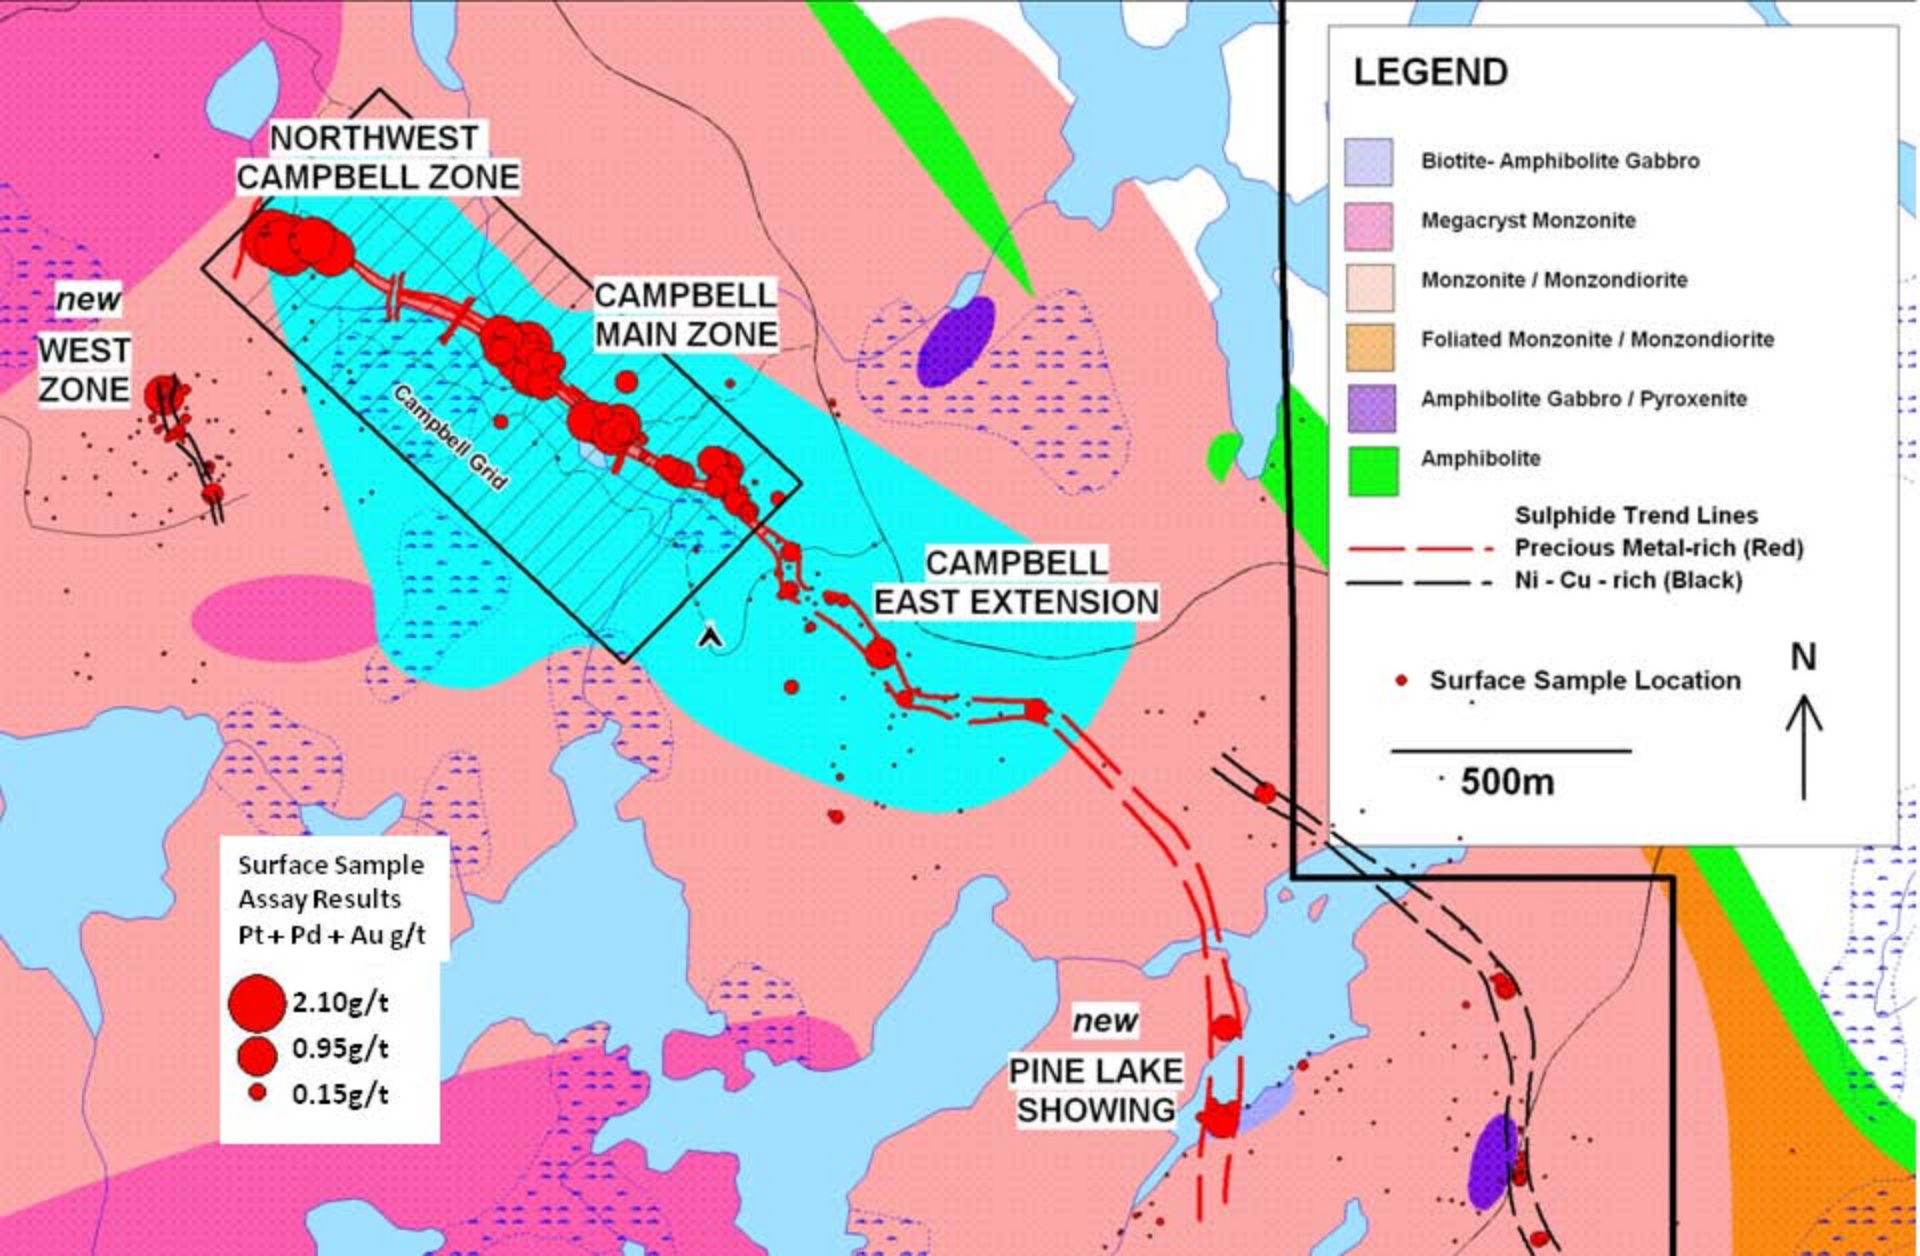 NORTHWEST
CAMPBELL ZONE
new
WEST
ZONE
CAMPBELL
MAIN ZONE
Campbell Grid
CAMPBELL
EAST EXTENSION
new
PINE LAKE
SHOWING
Surface Sample
Assay Results
Pt + Pd + Au g/t
2.10g/t
0.95g/t
0.15g/t
LEGEND
Biotite- Amphibolite Gabbro
Megacryst Monzonite
Monzonite / Monzondiorite
Foliated Monzonite / Monzondiorite
Amphibolite Gabbro / Pyroxenite
Amphibolite
Sulphide Trend Lines
Precious Metal-rich (Red)
Ni - Cu - rich (Black)
Surface Sample Location
N
500m